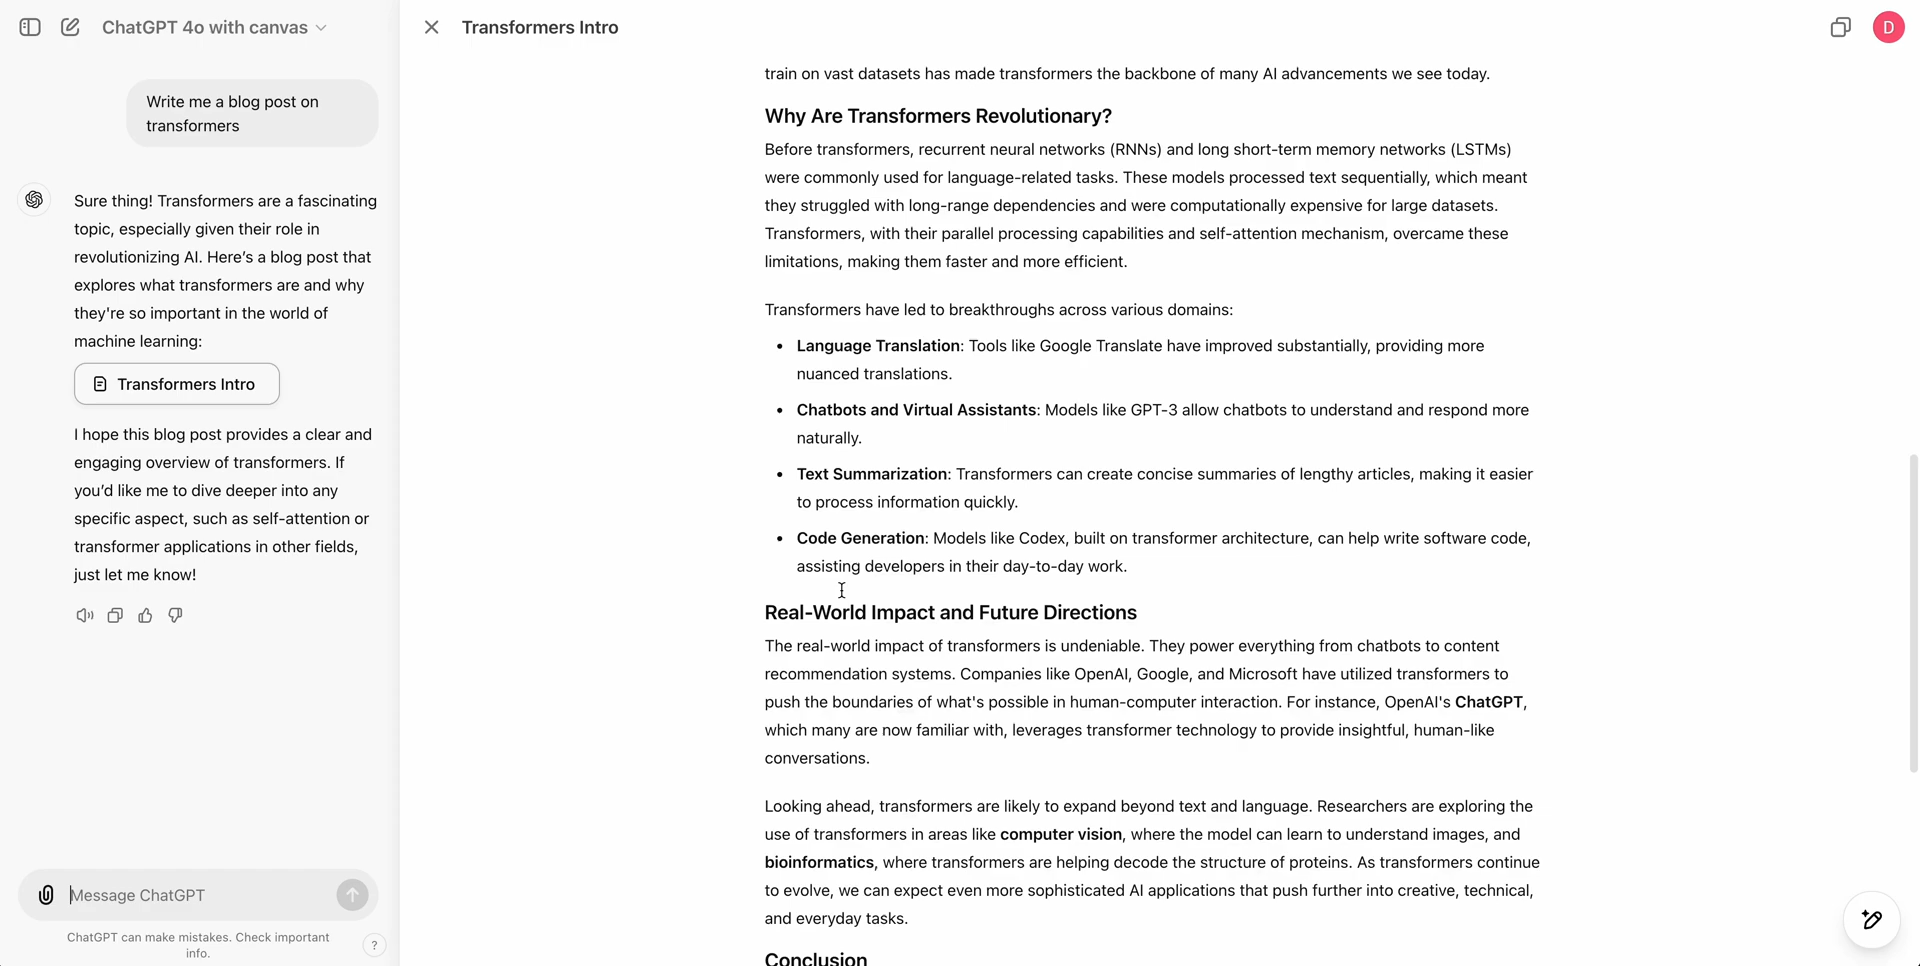 ChatGPT 4o with canvas
Write me a blog post on
transformers
Sure thing! Transformers are a fascinating
topic, especially given their role in
revolutionizing AI. Here’s a blog post that
explores what transformers are and why
they're so important in the world of
machine learning:
Transformers Intro
I hope this blog post provides a clear and
engaging overview of transformers. If
you’d like me to dive deeper into any
specific aspect, such as self-attention or
transformer applications in other fields,
just let me know!
Message ChatGPT
ChatGPT can make mistakes. Check important
info.
?
Transformers Intro
D
train on vast datasets has made transformers the backbone of many AI advancements we see today.
Why Are Transformers Revolutionary?
Before transformers, recurrent neural networks (RNNs) and long short-term memory networks (LSTMs)
were commonly used for language-related tasks. These models processed text sequentially, which meant
they struggled with long-range dependencies and were computationally expensive for large datasets.
Transformers, with their parallel processing capabilities and self-attention mechanism, overcame these
limitations, making them faster and more efficient.
Transformers have led to breakthroughs across various domains:
• Language Translation: Tools like Google Translate have improved substantially, providing more
nuanced translations.
• Chatbots and Virtual Assistants: Models like GPT-3 allow chatbots to understand and respond more
naturally.
• Text Summarization: Transformers can create concise summaries of lengthy articles, making it easier
to process information quickly.
• Code Generation: Models like Codex, built on transformer architecture, can help write software code,
assisting developers in their day-to-day work.
Real-World Impact and Future Directions
The real-world impact of transformers is undeniable. They power everything from chatbots to content
recommendation systems. Companies like OpenAI, Google, and Microsoft have utilized transformers to
push the boundaries of what's possible in human-computer interaction. For instance, OpenAI's ChatGPT,
which many are now familiar with, leverages transformer technology to provide insightful, human-like
conversations.
Looking ahead, transformers are likely to expand beyond text and language. Researchers are exploring the
use of transformers in areas like computer vision, where the model can learn to understand images, and
bioinformatics, where transformers are helping decode the structure of proteins. As transformers continue
to evolve, we can expect even more sophisticated AI applications that push further into creative, technical,
and everyday tasks.
Conclusion